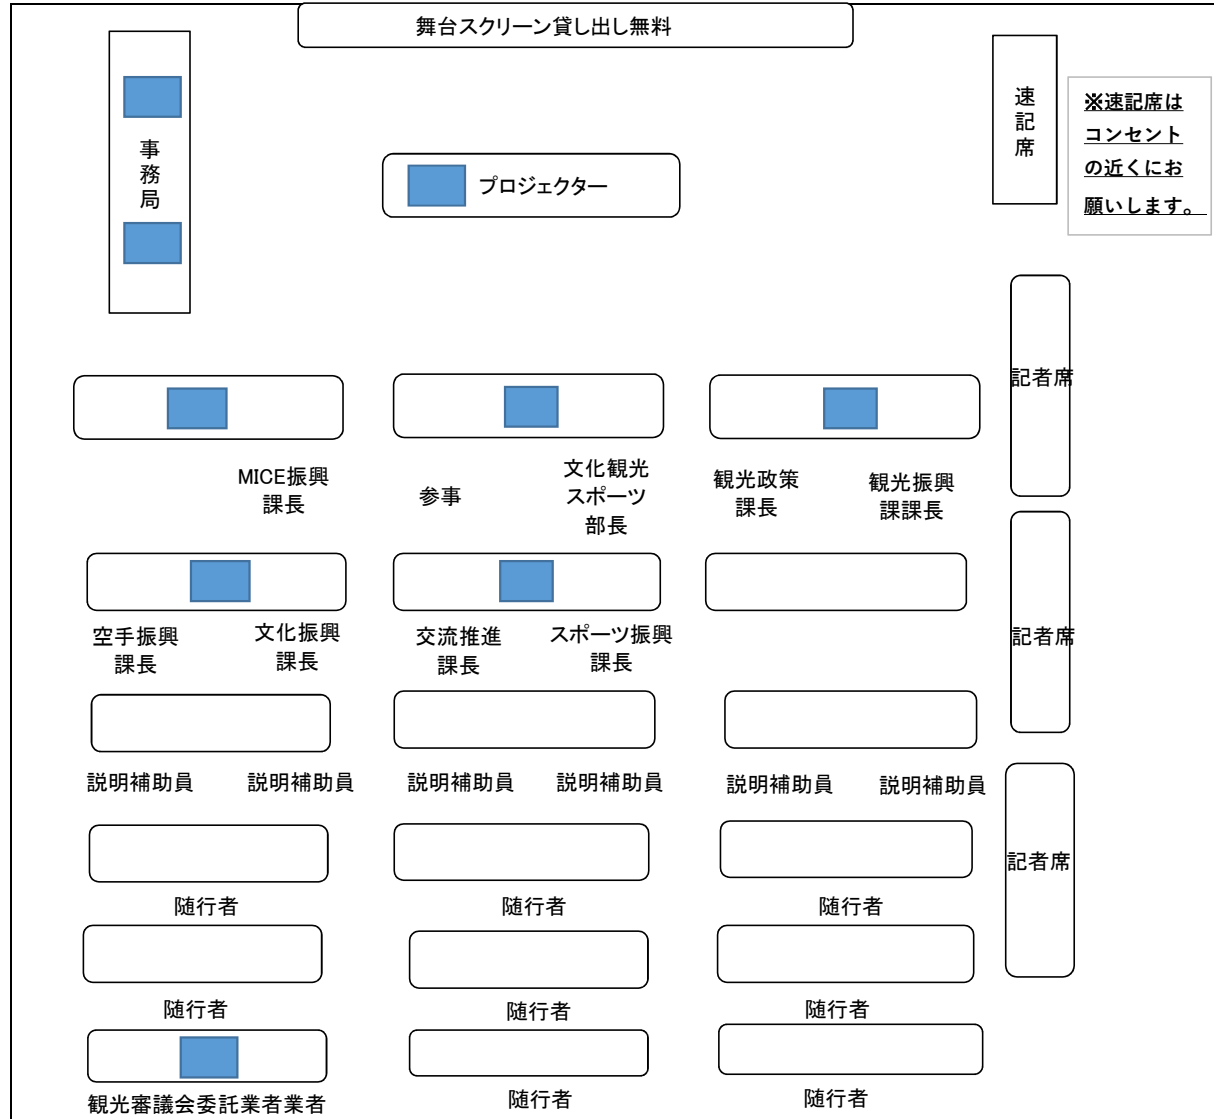 舞台スクリーン貸し出し無料
事務局
速記席
※速記席は
コンセント
の近くにお
願いします。
プロジェクター
記者席
MICE振興
課長
参事
文化観光
スポーツ
部長
観光政策
課長
観光振興
課課長
記者席
空手振興
課長
文化振興
課長
交流推進
課長
スポーツ振興
課長
説明補助員
説明補助員
説明補助員
説明補助員
説明補助員
説明補助員
記者席
随行者
随行者
随行者
随行者
随行者
随行者
観光審議会委託業者業者
随行者
随行者